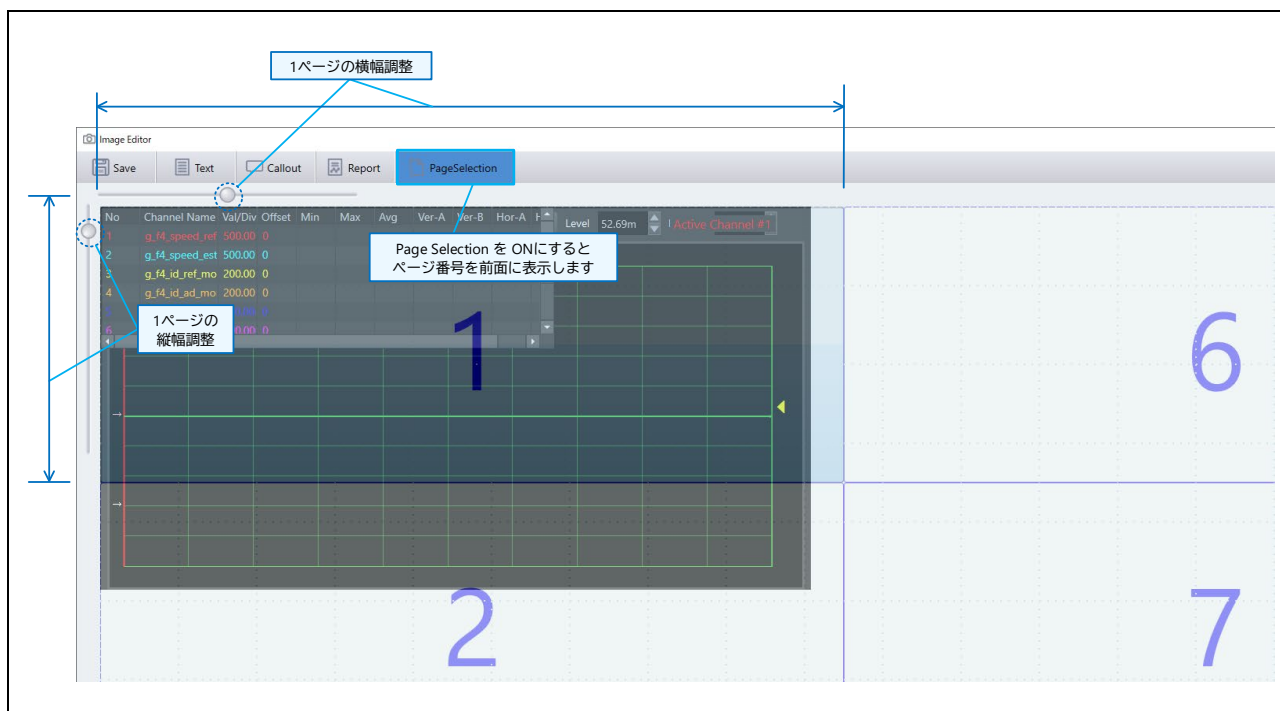 1ページの横幅調整
Image Editor
Save Text Callout Report PageSelection
No Channel Name Val/Div Offset Min Max Avg Ver-A Ver-B Hor-A
Level 52.69m Active Channel #1
1 g_f4_speed_ref 500.00 0
2 g_f4_speed_est 500.00 0
3 g_f4_id_ref_mo 200.00 0
4 g_f4_id_ad_mo 200.00 0
5
6
Page Selection を ONにすると
ページ番号を前面に表示します
1ページの
縦幅調整
1
6
2
7